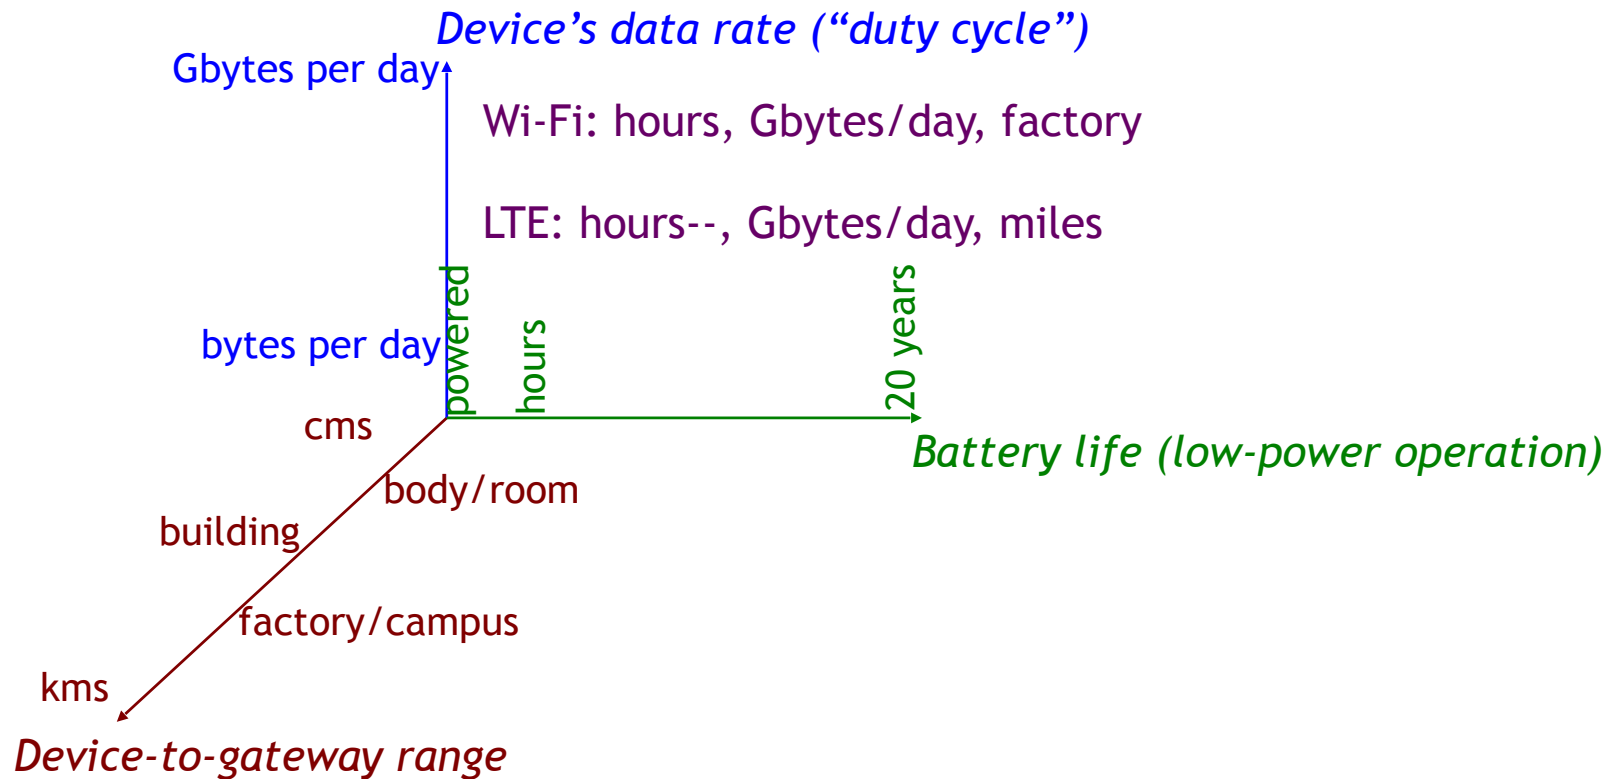 Device’s data rate (“duty cycle”)
Gbytes per day
Wi-Fi: hours, Gbytes/day, factory
LTE: hours--, Gbytes/day, miles
powered
hours
20 years
bytes per day
cms
Battery life (low-power operation)
body/room
building
factory/campus
kms
Device-to-gateway range